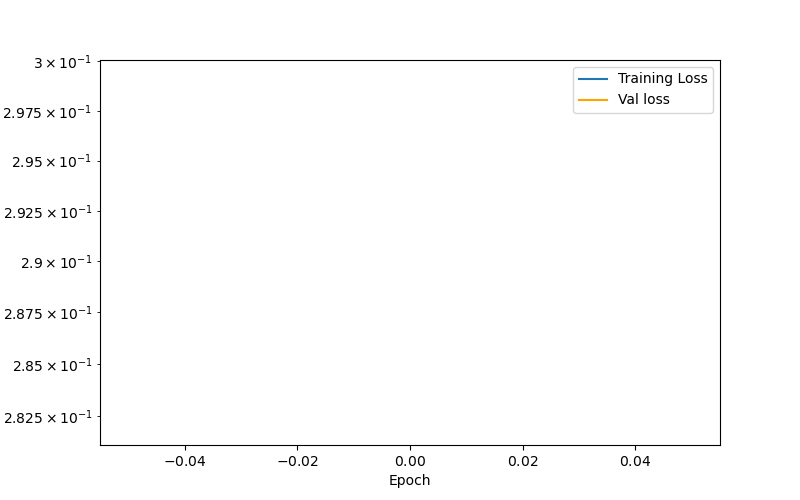 3 × 10⁻¹
2.975 × 10⁻¹
2.95 × 10⁻¹
2.925 × 10⁻¹
2.9 × 10⁻¹
2.875 × 10⁻¹
2.85 × 10⁻¹
2.825 × 10⁻¹
Training Loss
Val loss
−0.04 −0.02 0.00 0.02 0.04
Epoch